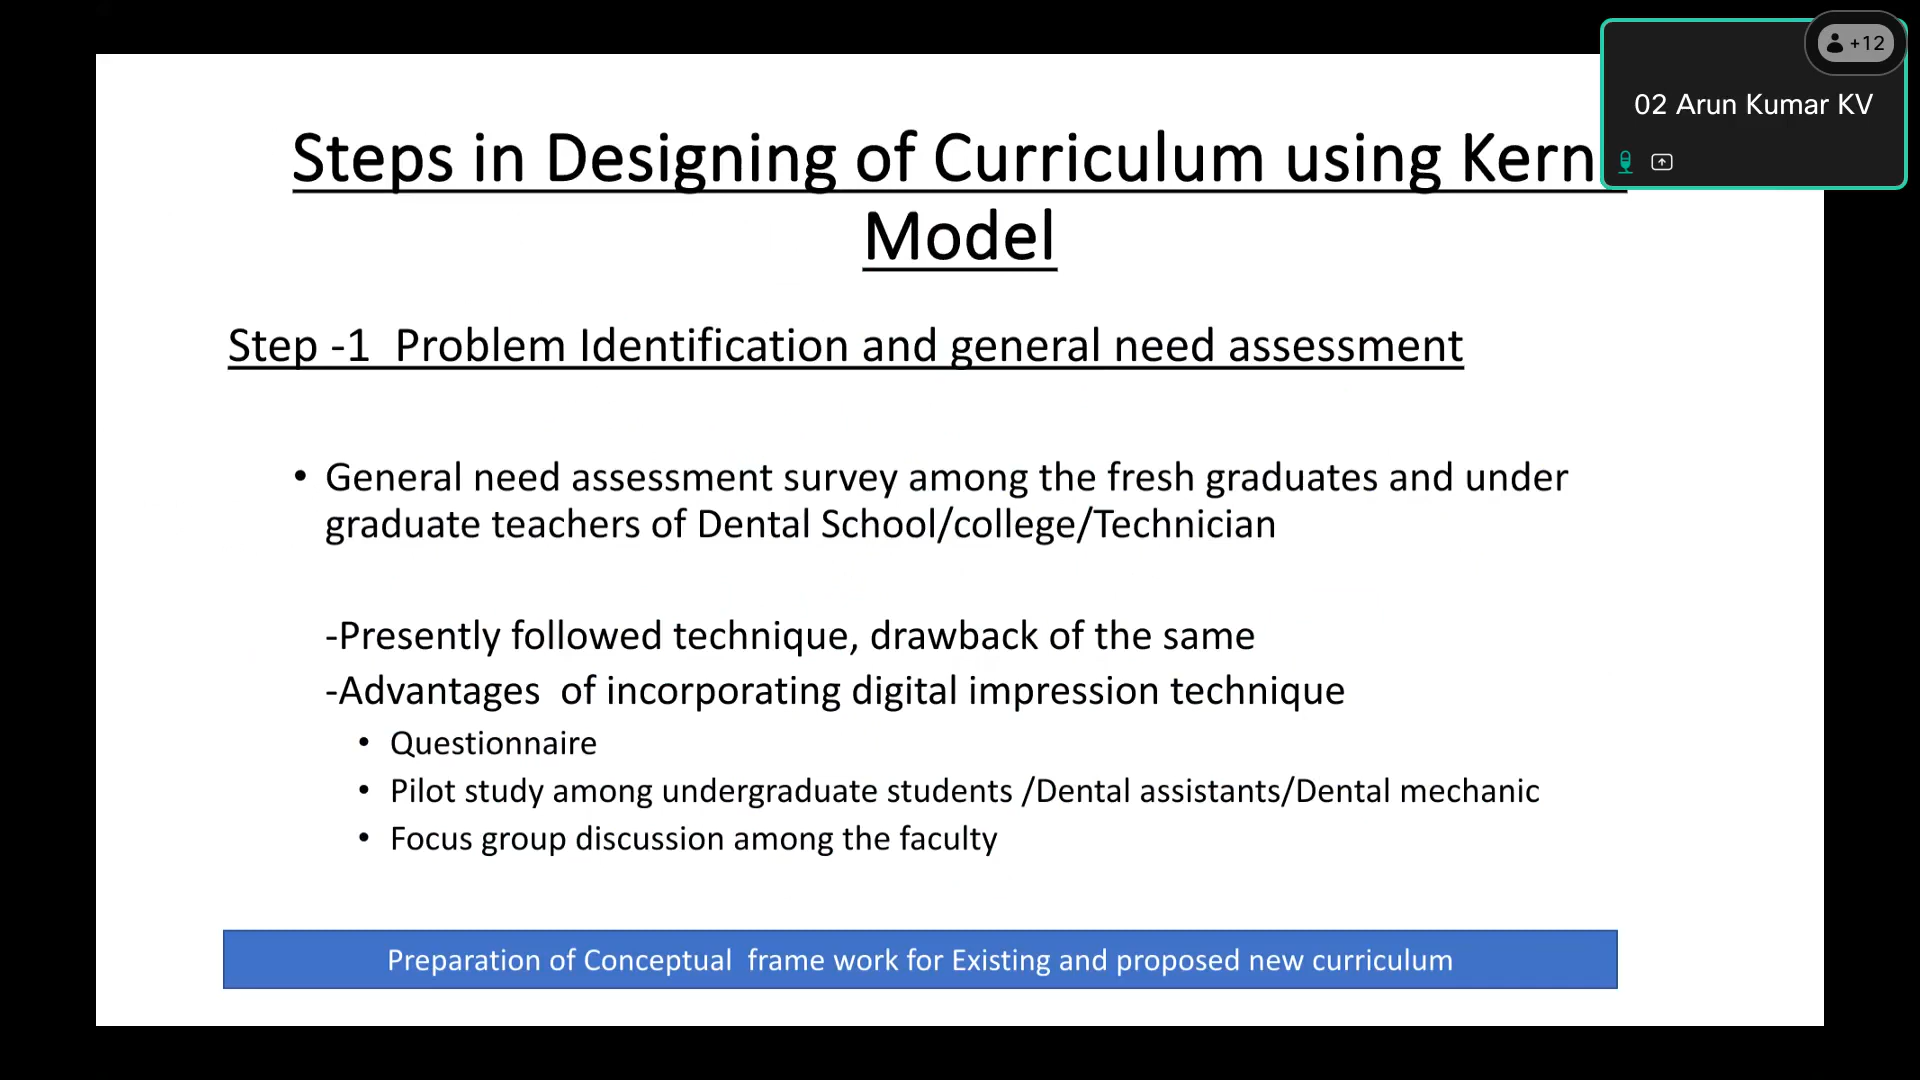 +12
02 Arun Kumar KV
Steps in Designing of Curriculum using Kern
Model
Step -1  Problem Identification and general need assessment
• General need assessment survey among the fresh graduates and under
graduate teachers of Dental School/college/Technician
-Presently followed technique, drawback of the same
-Advantages  of incorporating digital impression technique
• Questionnaire
• Pilot study among undergraduate students /Dental assistants/Dental mechanic
• Focus group discussion among the faculty
Preparation of Conceptual  frame work for Existing and proposed new curriculum